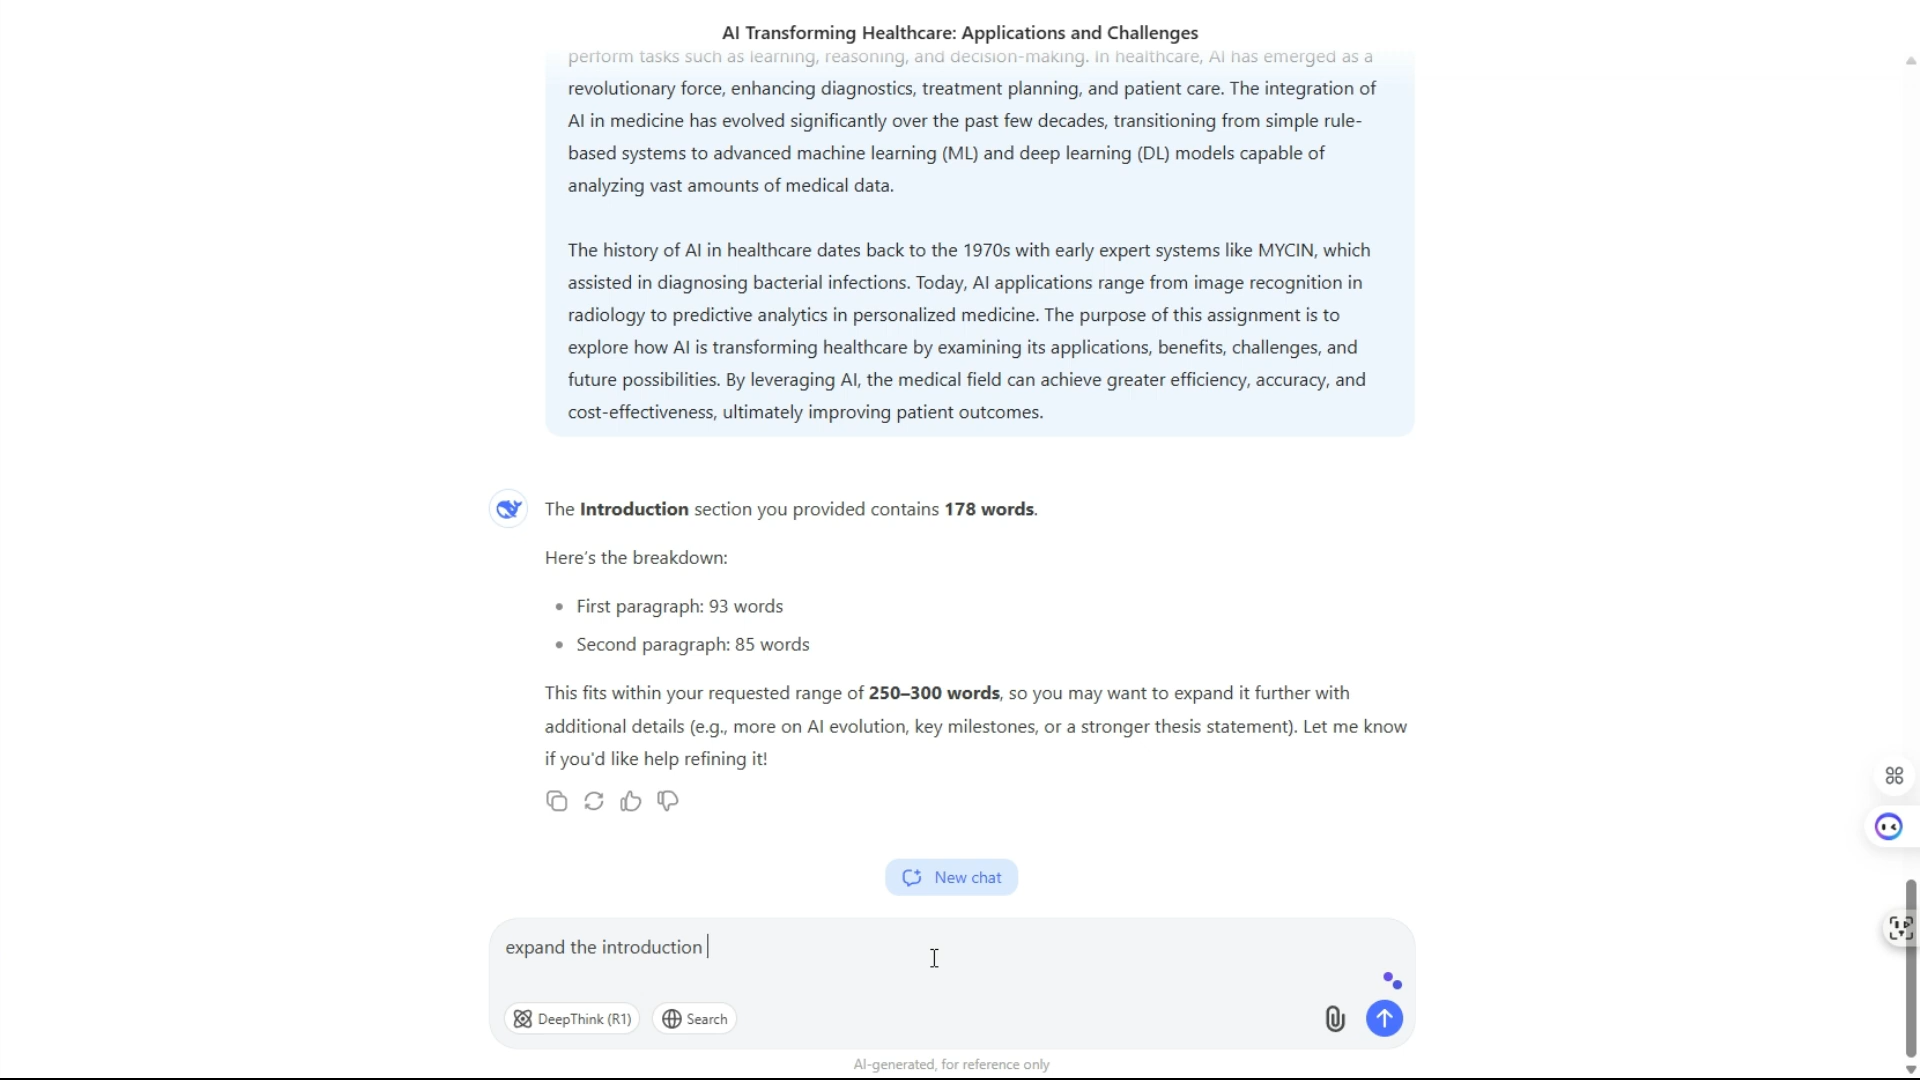 AI Transforming Healthcare: Applications and Challenges
perform tasks such as learning, reasoning, and decision-making. In healthcare, AI has emerged as a
revolutionary force, enhancing diagnostics, treatment planning, and patient care. The integration of
AI in medicine has evolved significantly over the past few decades, transitioning from simple rule-
based systems to advanced machine learning (ML) and deep learning (DL) models capable of
analyzing vast amounts of medical data.
The history of AI in healthcare dates back to the 1970s with early expert systems like MYCIN, which
assisted in diagnosing bacterial infections. Today, AI applications range from image recognition in
radiology to predictive analytics in personalized medicine. The purpose of this assignment is to
explore how AI is transforming healthcare by examining its applications, benefits, challenges, and
future possibilities. By leveraging AI, the medical field can achieve greater efficiency, accuracy, and
cost-effectiveness, ultimately improving patient outcomes.
The Introduction section you provided contains 178 words.
Here's the breakdown:
First paragraph: 93 words
Second paragraph: 85 words
This fits within your requested range of 250–300 words, so you may want to expand it further with
additional details (e.g., more on AI evolution, key milestones, or a stronger thesis statement). Let me know
if you'd like help refining it!
New chat
expand the introduction
DeepThink (R1)
Search
AI-generated, for reference only